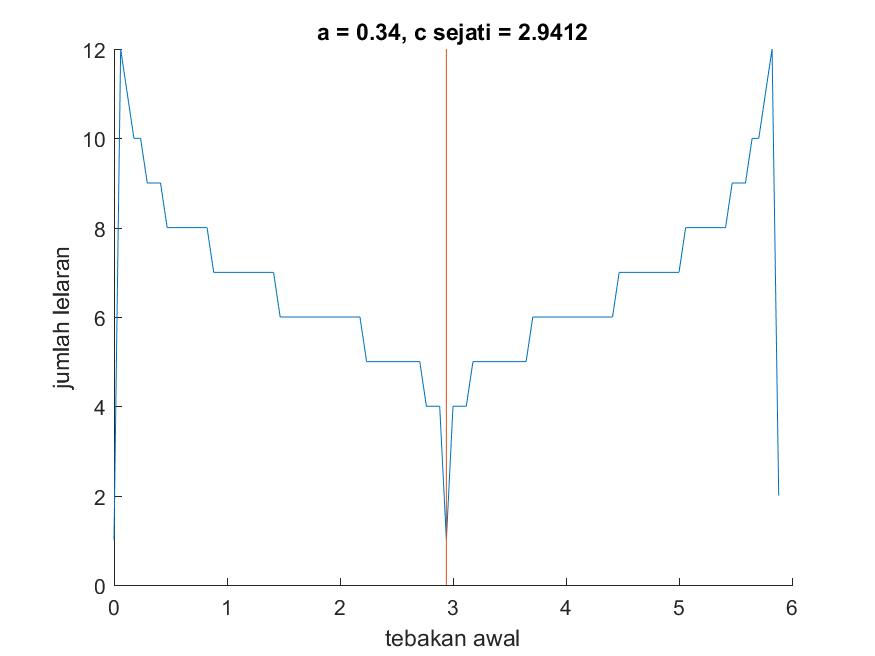 a = 0.34, c sejati = 2.9412
12
10
8
6
4
2
0
jumlah lelaran
0 1 2 3 4 5 6
tebakan awal